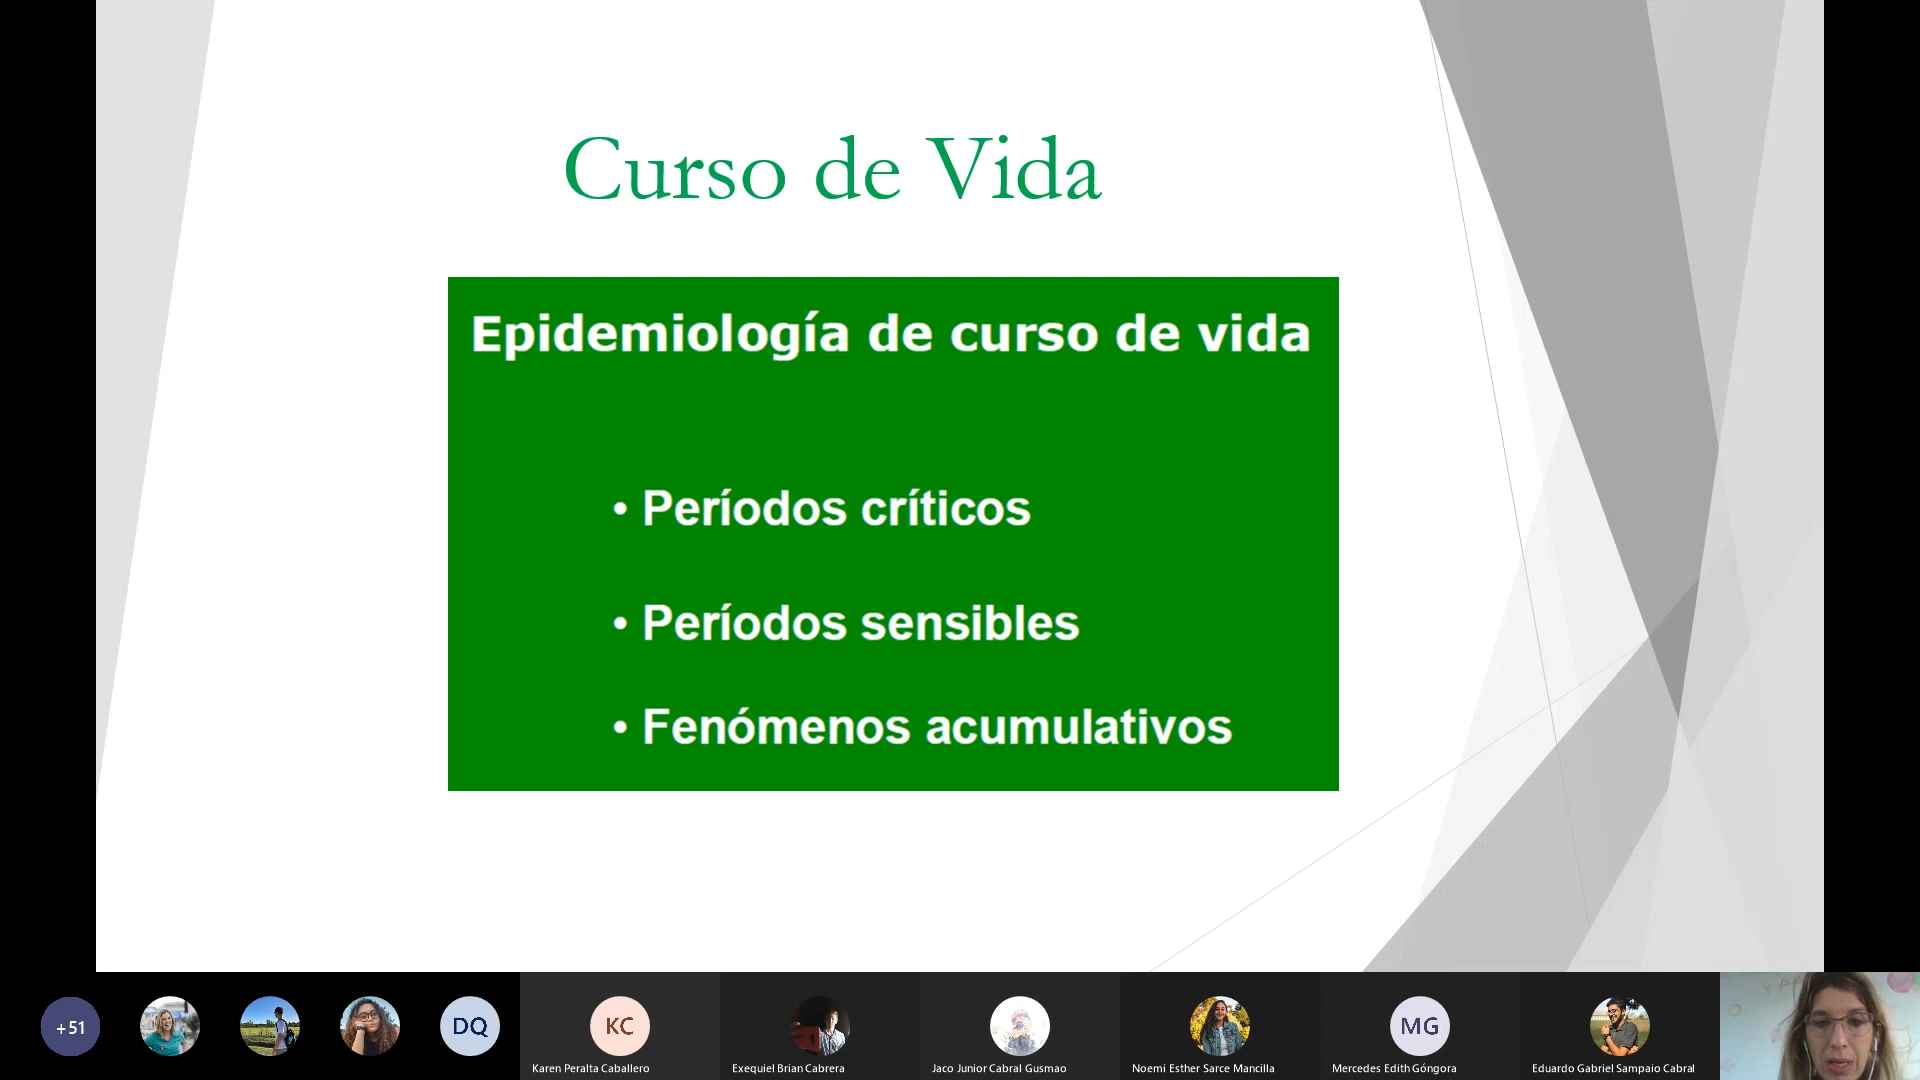 Curso de Vida
Epidemiología de curso de vida
• Períodos críticos
• Períodos sensibles
• Fenómenos acumulativos
+51
DQ
KC
MG
Karen Peralta Caballero
Exequiel Brian Cabrera
Jaco Junior Cabral Gusmao
Noemi Esther Sarce Mancilla
Mercedes Edith Góngora
Eduardo Gabriel Sampaio Cabral